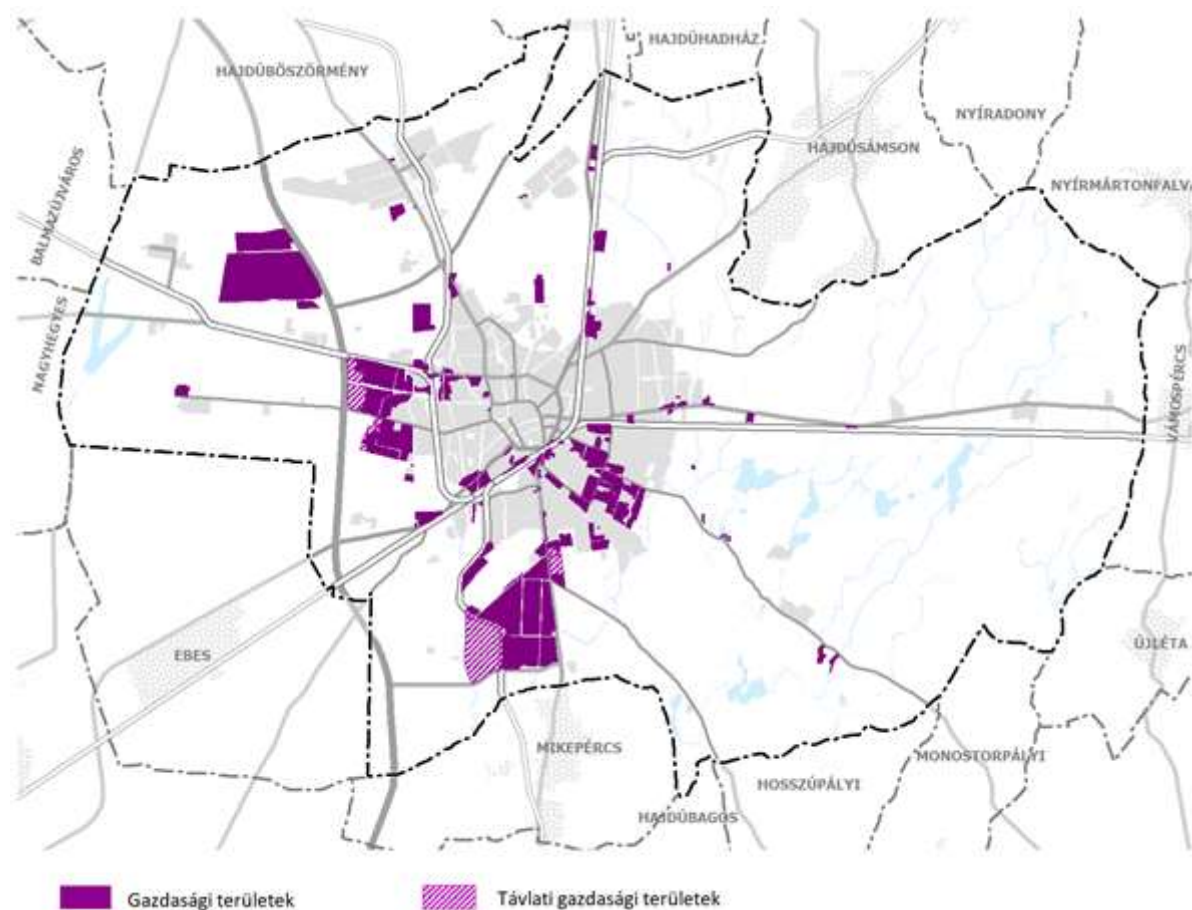 HAJDÚHADHÁZ
HAJDÚBÖSZÖRMÉNY
NYÍRADONY
HAJDÚSÁMSON
NYÍRMÁRTONFALVA
BALMAZÚJVÁROS
NAGYHEGYES
VÁMOSPÉRCS
EBES
ÚJLÉTA
MIKEPÉRCS
MONOSTORPÁLYI
HOSSZÚPÁLYI
HAJDÚBAGOS
Gazdasági területek
Távlati gazdasági területek